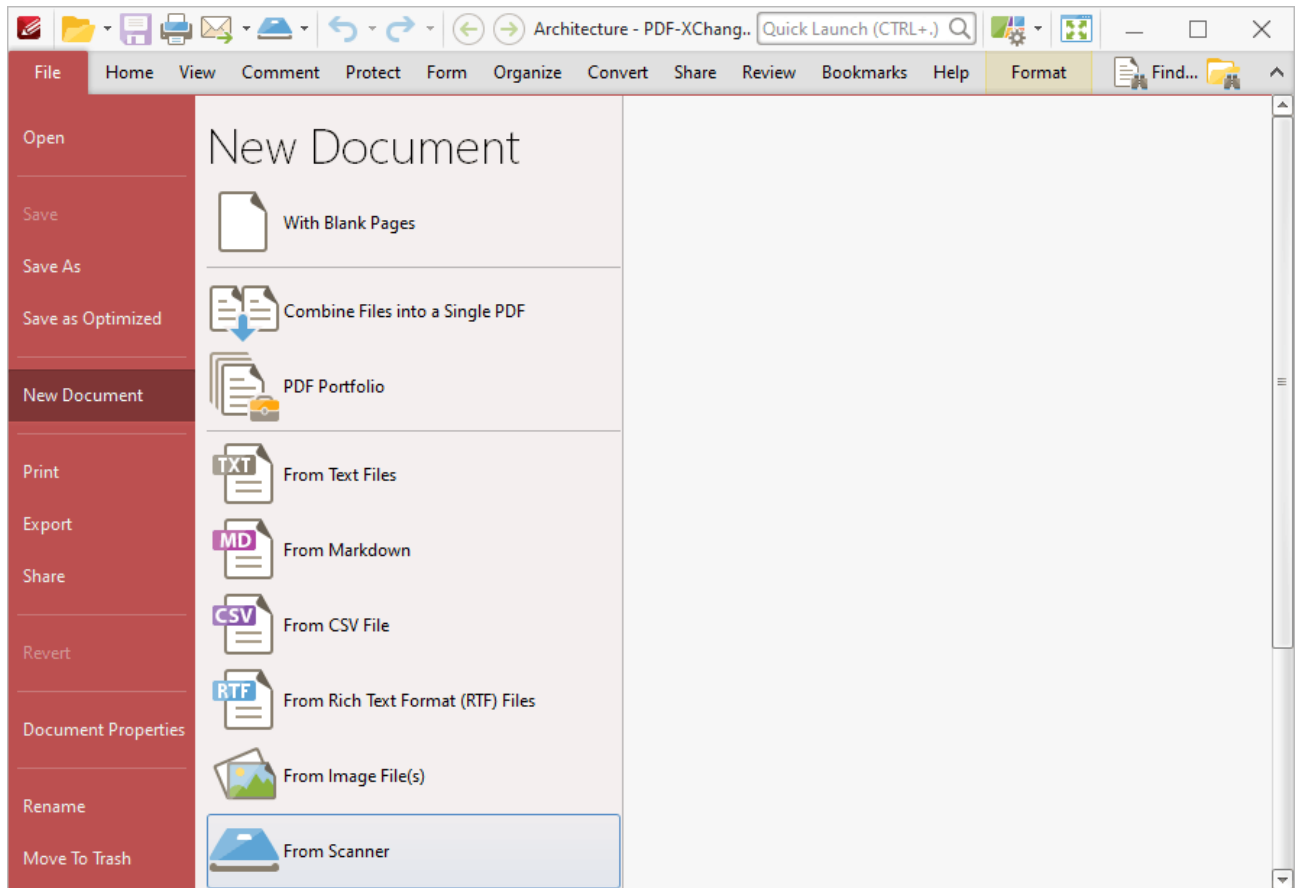 Architecture - PDF-XChang..
Quick Launch (CTRL+.)
File
Home
View
Comment
Protect
Form
Organize
Convert
Share
Review
Bookmarks
Help
Format
Find...
Open
Save
Save As
Save as Optimized
New Document
Print
Export
Share
Revert
Document Properties
Rename
Move To Trash
New Document
With Blank Pages
Combine Files into a Single PDF
PDF Portfolio
TXT
From Text Files
MD
From Markdown
CSV
From CSV File
RTF
From Rich Text Format (RTF) Files
From Image File(s)
From Scanner